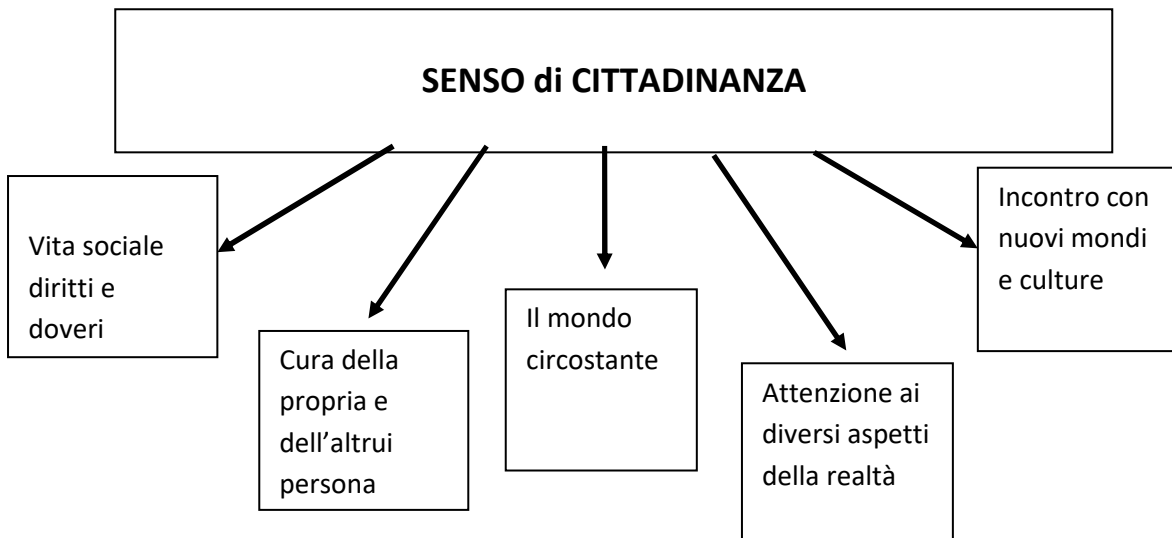 SENSO di CITTADINANZA
Vita sociale
diritti e
doveri
Cura della
propria e
dell’altrui
persona
Il mondo
circostante
Attenzione ai
diversi aspetti
della realtà
Incontro con
nuovi mondi
e culture